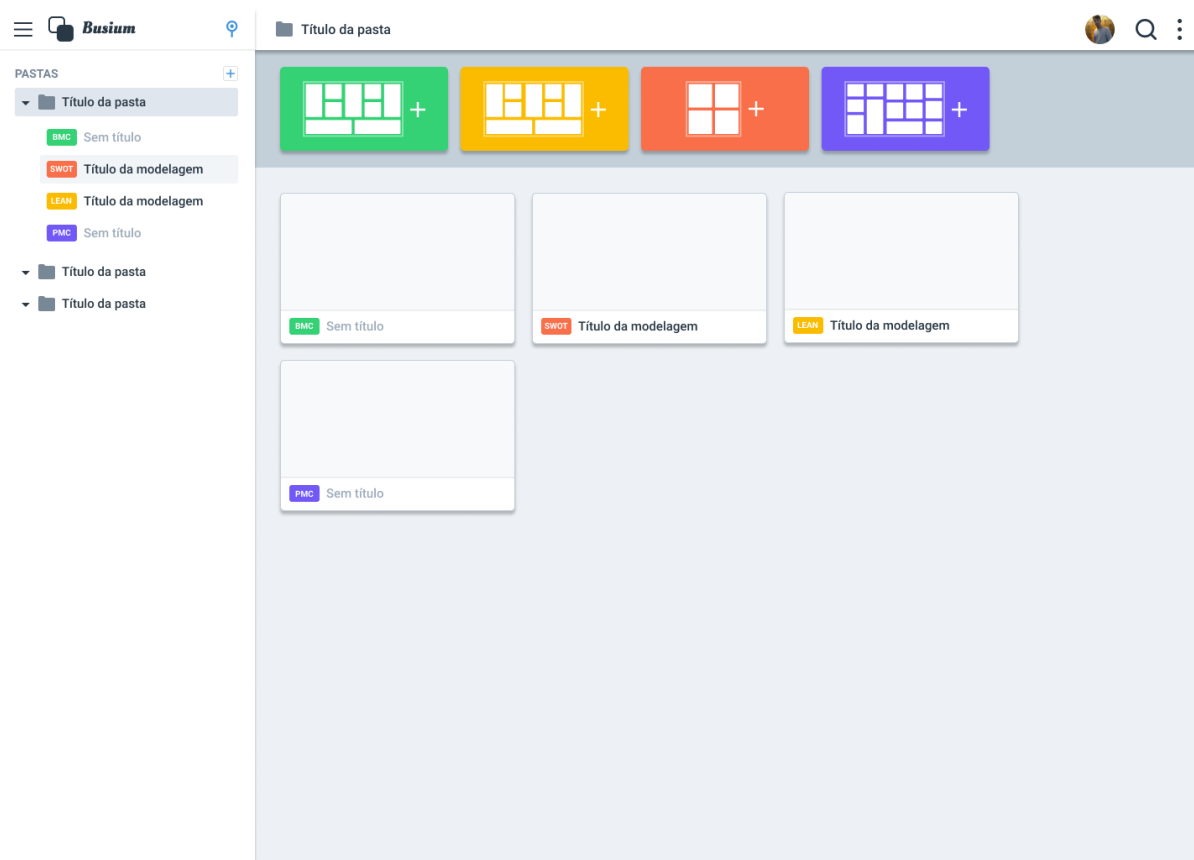 Busium
Título da pasta
PASTAS
Título da pasta
BMC Sem título
SWOT Título da modelagem
LEAN Título da modelagem
PMC Sem título
Título da pasta
Título da pasta
BMC Sem título
SWOT Título da modelagem
LEAN Título da modelagem
PMC Sem título